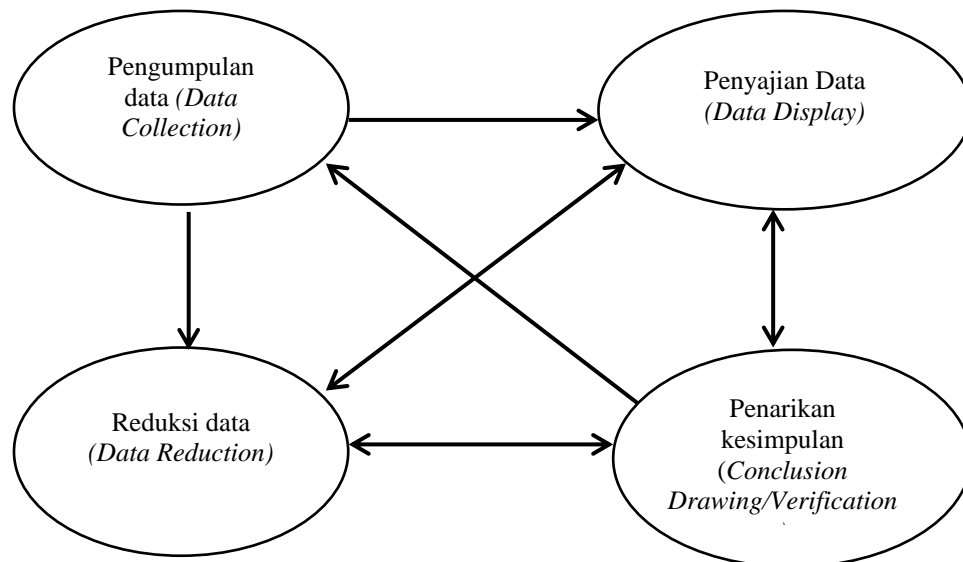 Pengumpulan
data (Data
Collection)
Penyajian Data
(Data Display)
Reduksi data
(Data Reduction)
Penarikan
kesimpulan
(Conclusion
Drawing/Verification
)